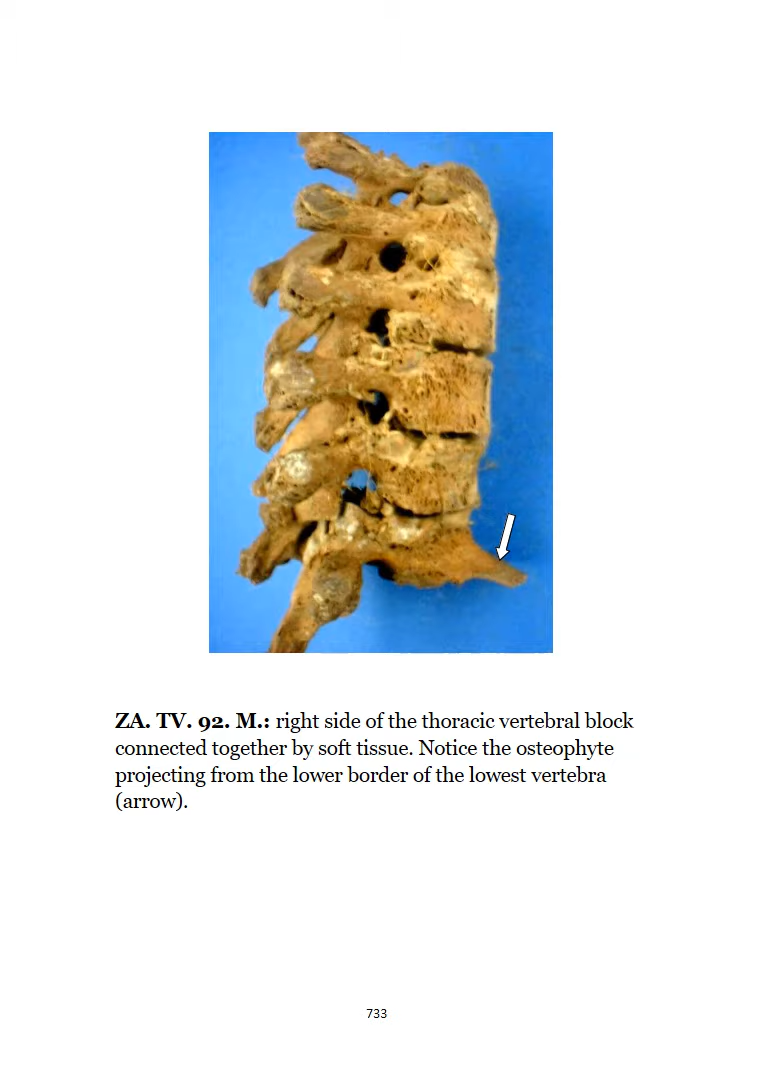 ZA. TV. 92. M.: right side of the thoracic vertebral block
connected together by soft tissue. Notice the osteophyte
projecting from the lower border of the lowest vertebra
(arrow).
733